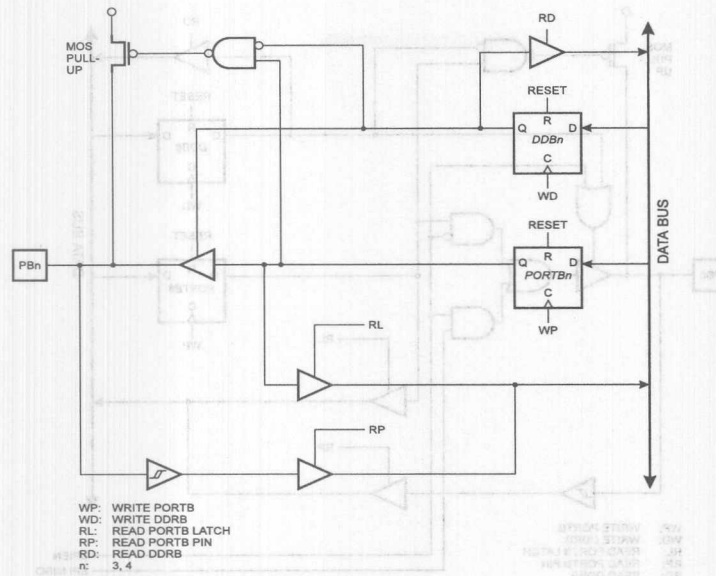 RD
MOS
PULL-
UP
RESET
R
Q
D
DDBn
C
WD
RESET
R
PBn
Q
D
PORTBn
C
WP
DATA BUS
RL
RP
WP: WRITE PORTB
WD: WRITE DDRB
RL: READ PORTB LATCH
RP: READ PORTB PIN
RD: READ DDRB
n: 3, 4